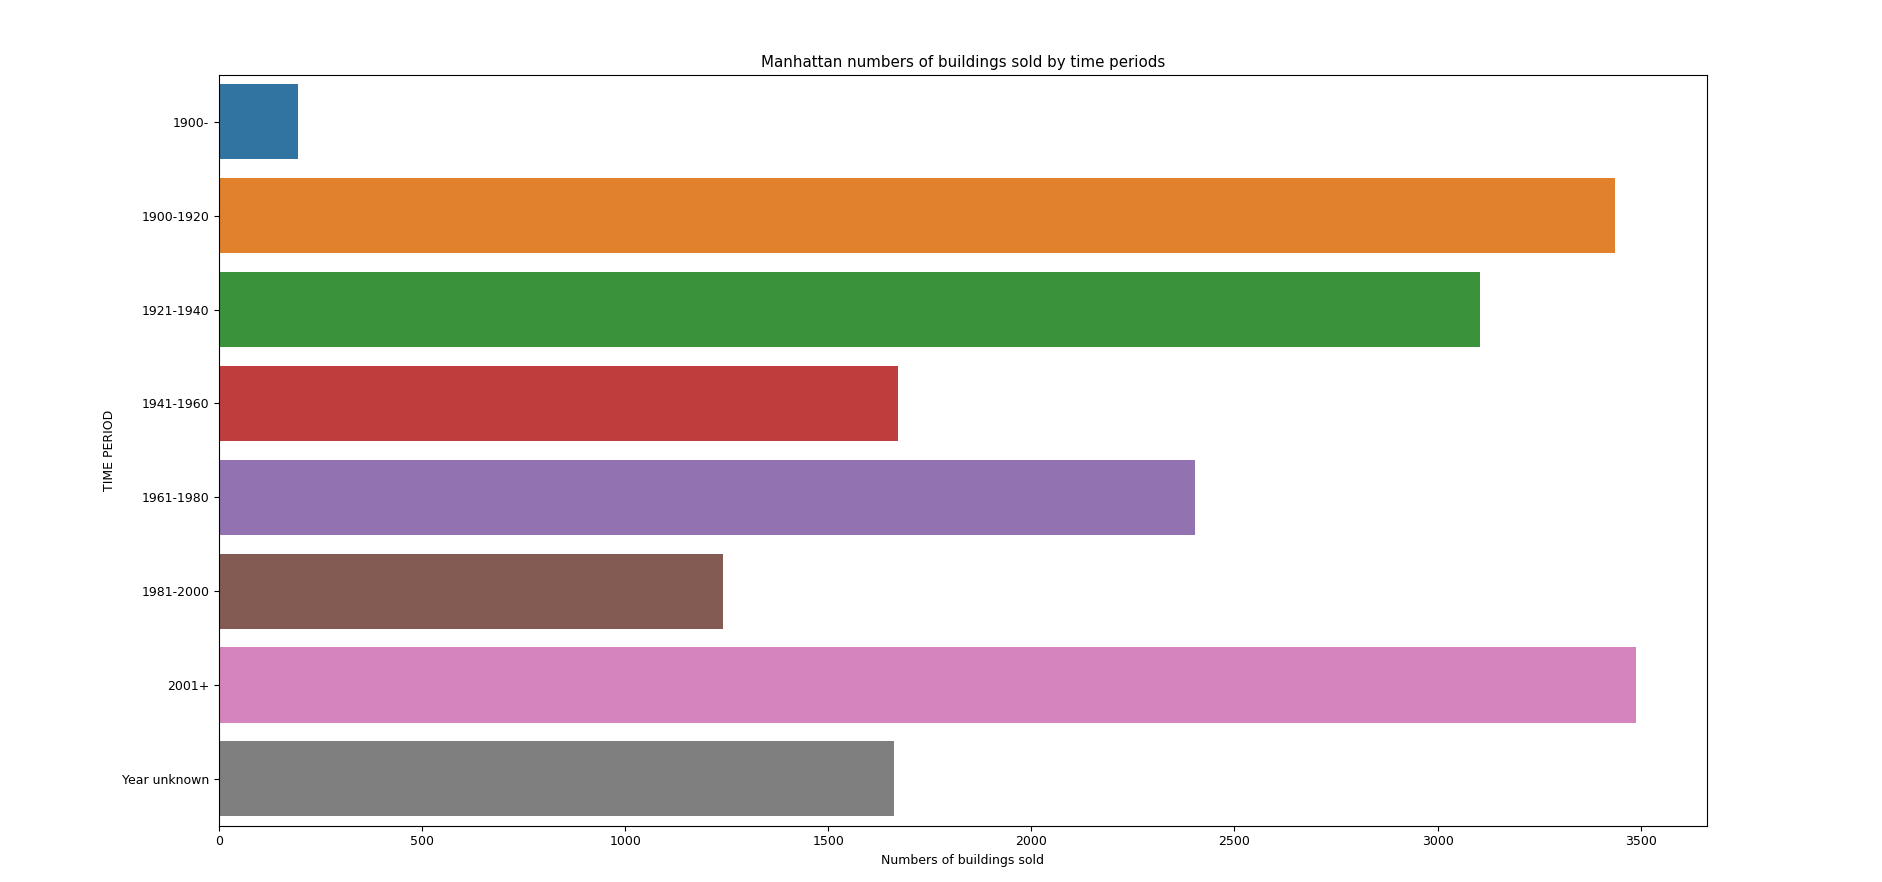 Manhattan numbers of buildings sold by time periods
TIME PERIOD
1900-
1900-1920
1921-1940
1941-1960
1961-1980
1981-2000
2001+
Year unknown
0 500 1000 1500 2000 2500 3000 3500
Numbers of buildings sold